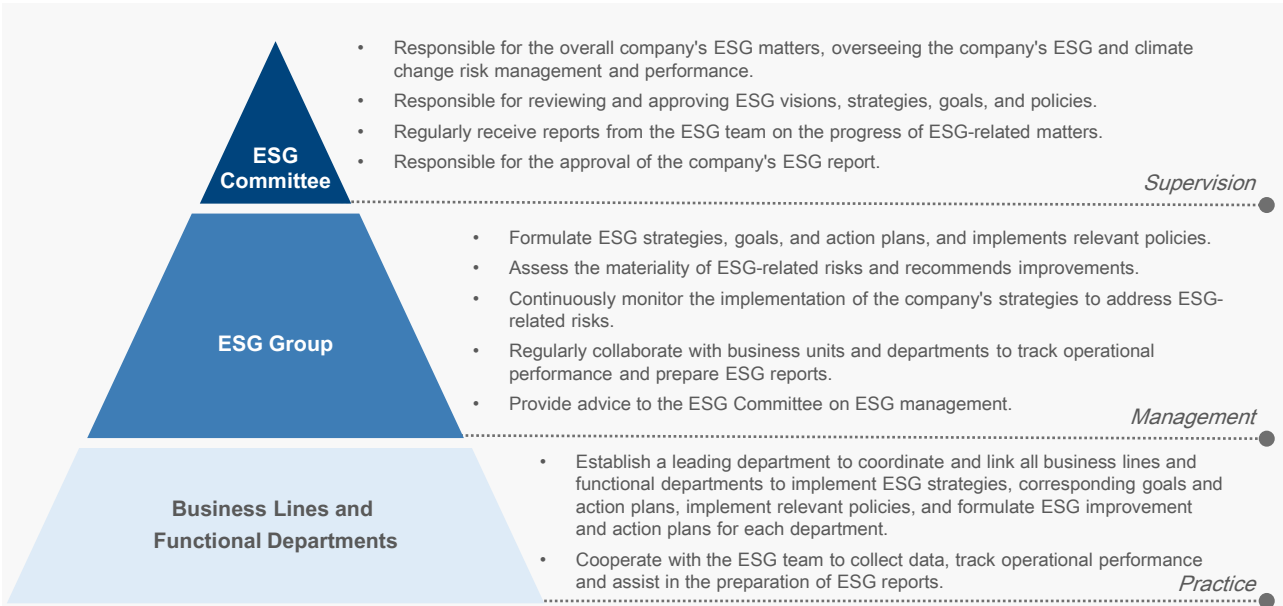 • Responsible for the overall company's ESG matters, overseeing the company's ESG and climate
change risk management and performance.
• Responsible for reviewing and approving ESG visions, strategies, goals, and policies.
• Regularly receive reports from the ESG team on the progress of ESG-related matters.
• Responsible for the approval of the company's ESG report.
ESG
Committee
Supervision
• Formulate ESG strategies, goals, and action plans, and implements relevant policies.
• Assess the materiality of ESG-related risks and recommends improvements.
• Continuously monitor the implementation of the company's strategies to address ESG-
related risks.
• Regularly collaborate with business units and departments to track operational
performance and prepare ESG reports.
• Provide advice to the ESG Committee on ESG management.
ESG Group
Management
• Establish a leading department to coordinate and link all business lines and
functional departments to implement ESG strategies, corresponding goals and
action plans, implement relevant policies, and formulate ESG improvement
and action plans for each department.
• Cooperate with the ESG team to collect data, track operational performance
and assist in the preparation of ESG reports.
Business Lines and
Functional Departments
Practice